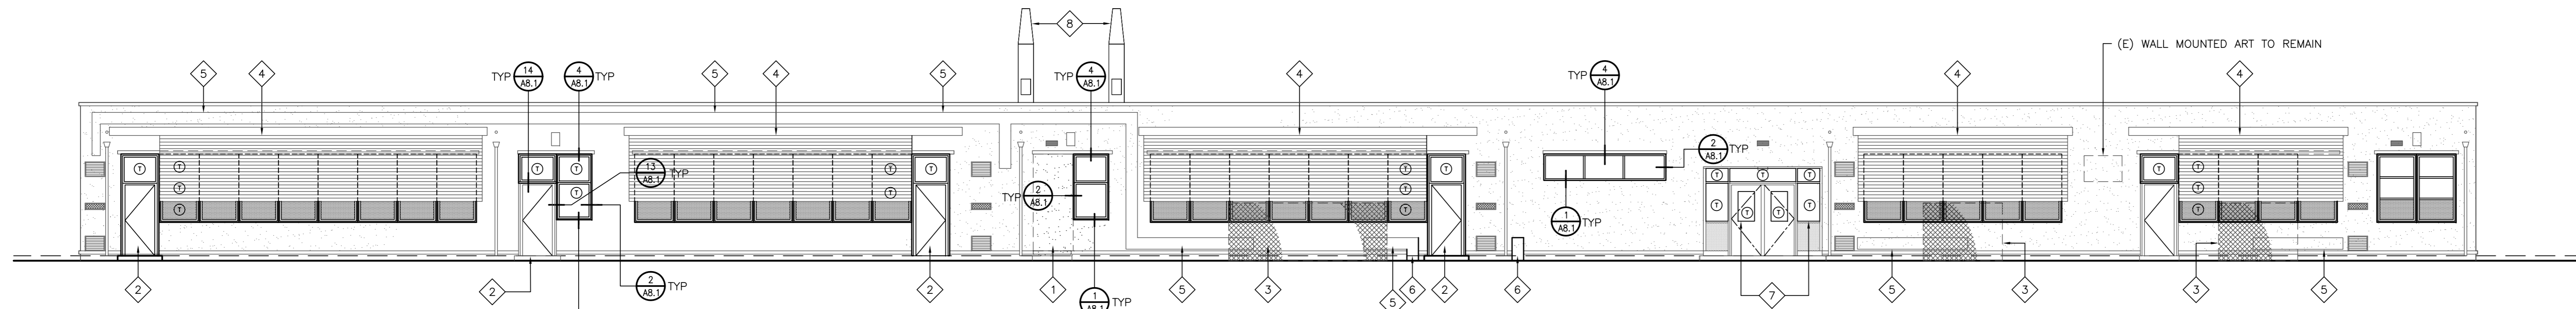 8
(E) WALL MOUNTED ART TO REMAIN
5
4
TYP 14 A8.1
4 A8.1 TYP
5
4
5
TYP 4 A8.1
4
TYP 4 A8.1
4
4
2 A8.1 TYP
T
T
T
T
T
T
T
T
13 A8.1 TYP
T
T
T
TYP 2 A8.1
T
T
T
T
1 A8.1 TYP
T
T
T
T
T
T
T
T
T
T
T
2
2
2 A8.1 TYP
2
1
1 A8.1 TYP
5
3
5
6
2
6
7
5
3
3
5